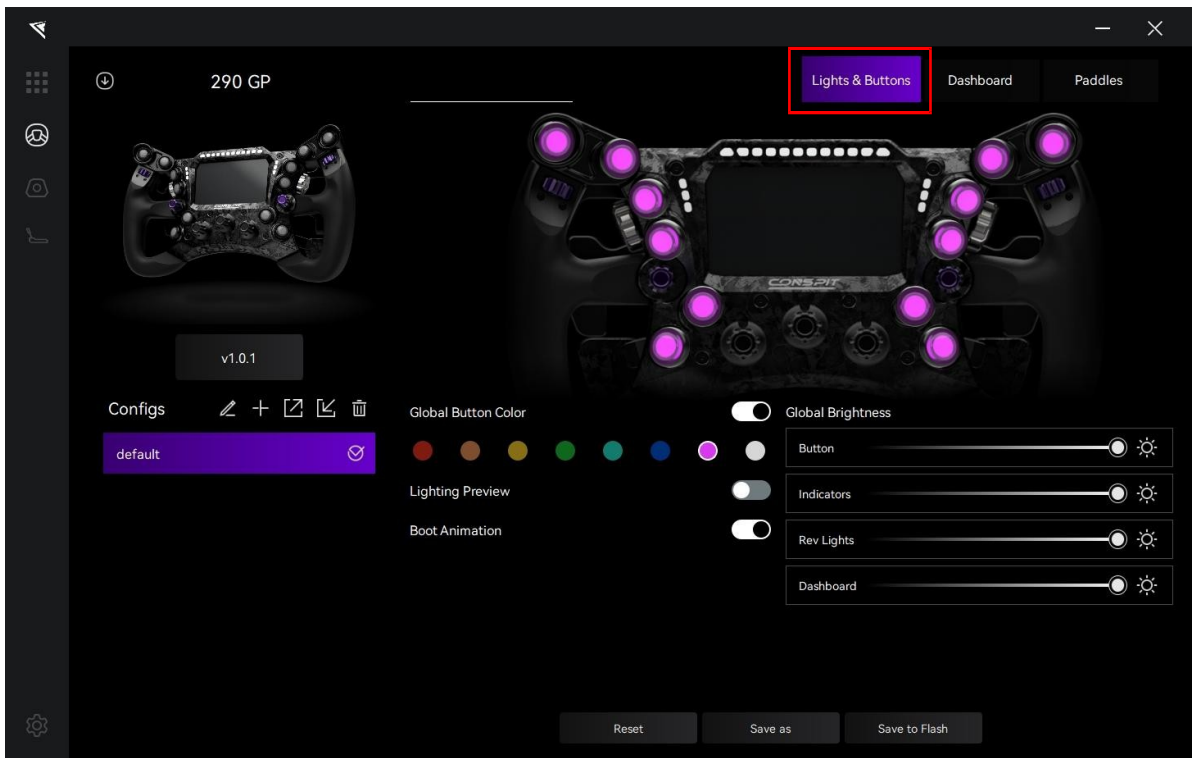 290 GP
Lights & Buttons
Dashboard
Paddles
CORSPIT
v1.0.1
Configs
default
Global Button Color
Lighting Preview
Boot Animation
Global Brightness
Button
Indicators
Rev Lights
Dashboard
Reset
Save as
Save to Flash